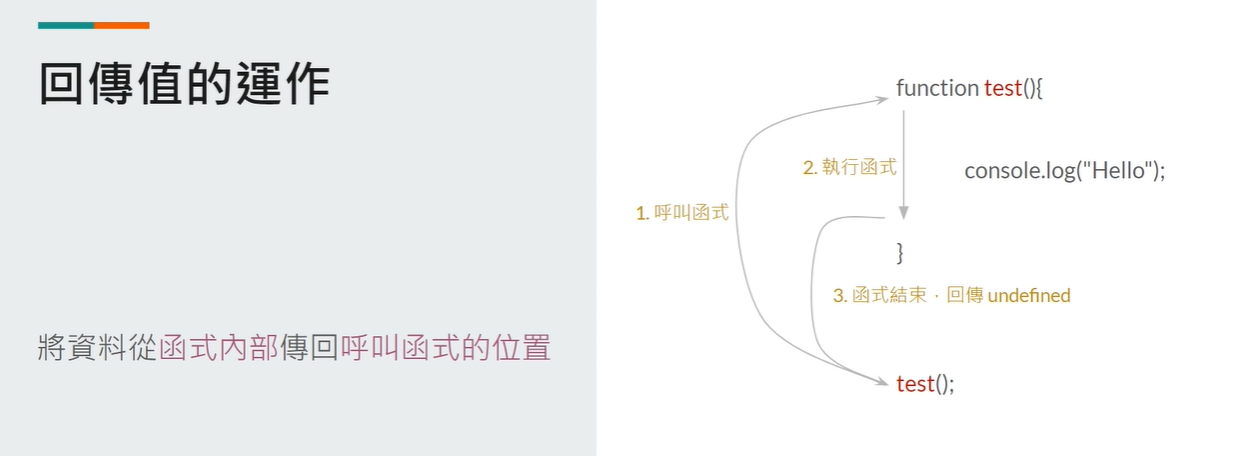 回傳值的運作
將資料從函式內部傳回呼叫函式的位置
function test(){
2. 執行函式
console.log("Hello");
1. 呼叫函式
}
3. 函式結束，回傳 undefined
test();